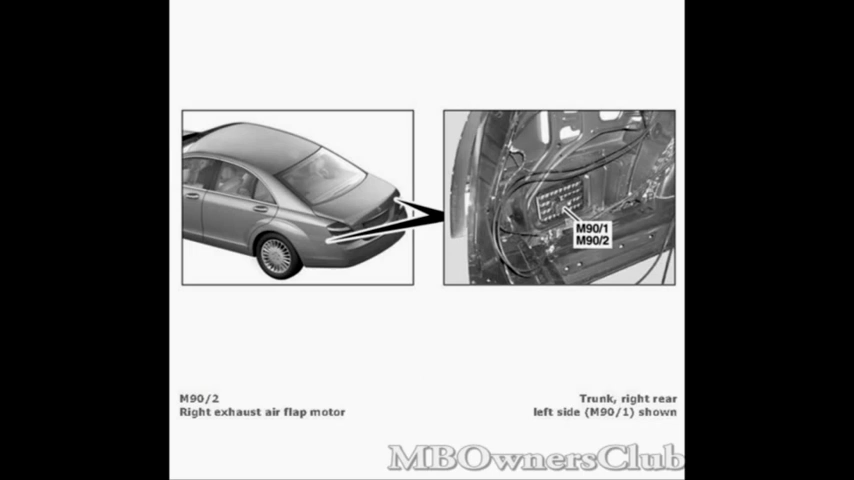 M90/1
M90/2
M90/2
Right exhaust air flap motor
Trunk, right rear
left side (M90/1) shown
MBOwnersClub